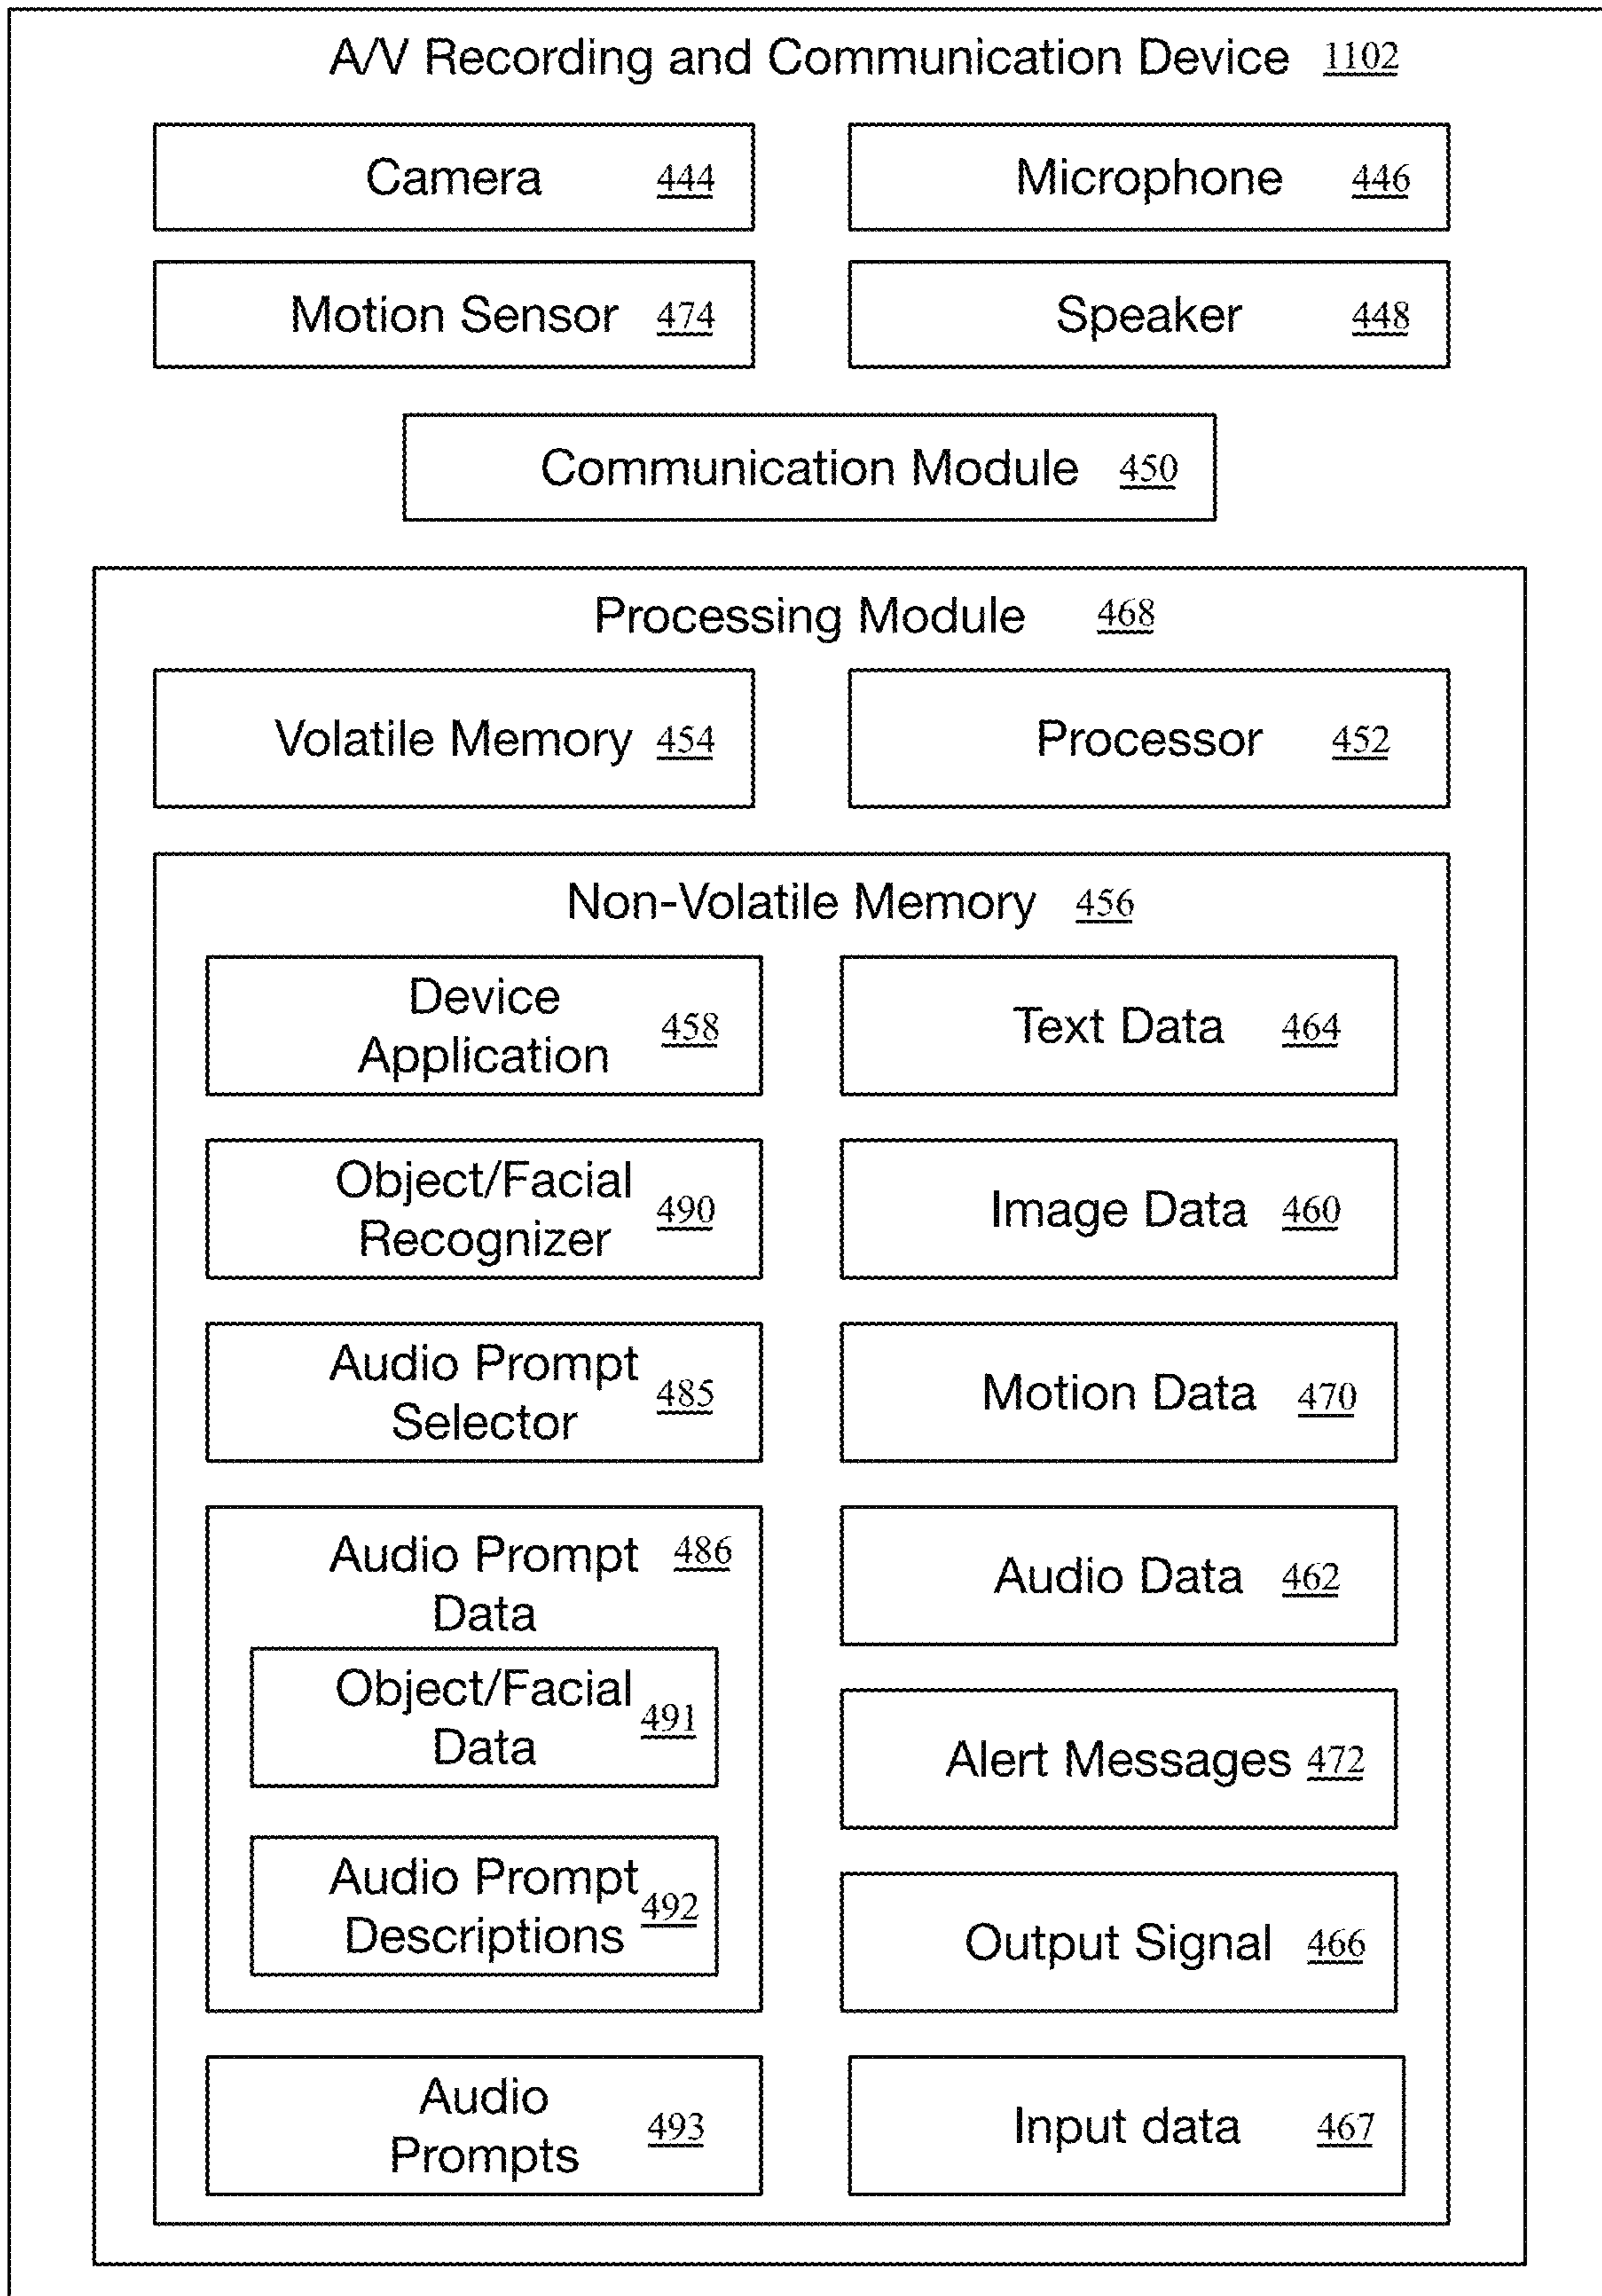 A/V Recording and Communication Device 1102
Camera 444
Microphone 446
Motion Sensor 474
Speaker 448
Communication Module 450
Processing Module 468
Volatile Memory 454
Processor 452
Non-Volatile Memory 456
Device
Application 458
Text Data 464
Object/Facial
Recognizer 490
Image Data 460
Audio Prompt
Selector 485
Motion Data 470
Audio Prompt 486
Data
Audio Data 462
Object/Facial
Data 491
Alert Messages 472
Audio Prompt
Descriptions 492
Output Signal 466
Audio
Prompts 493
Input data 467